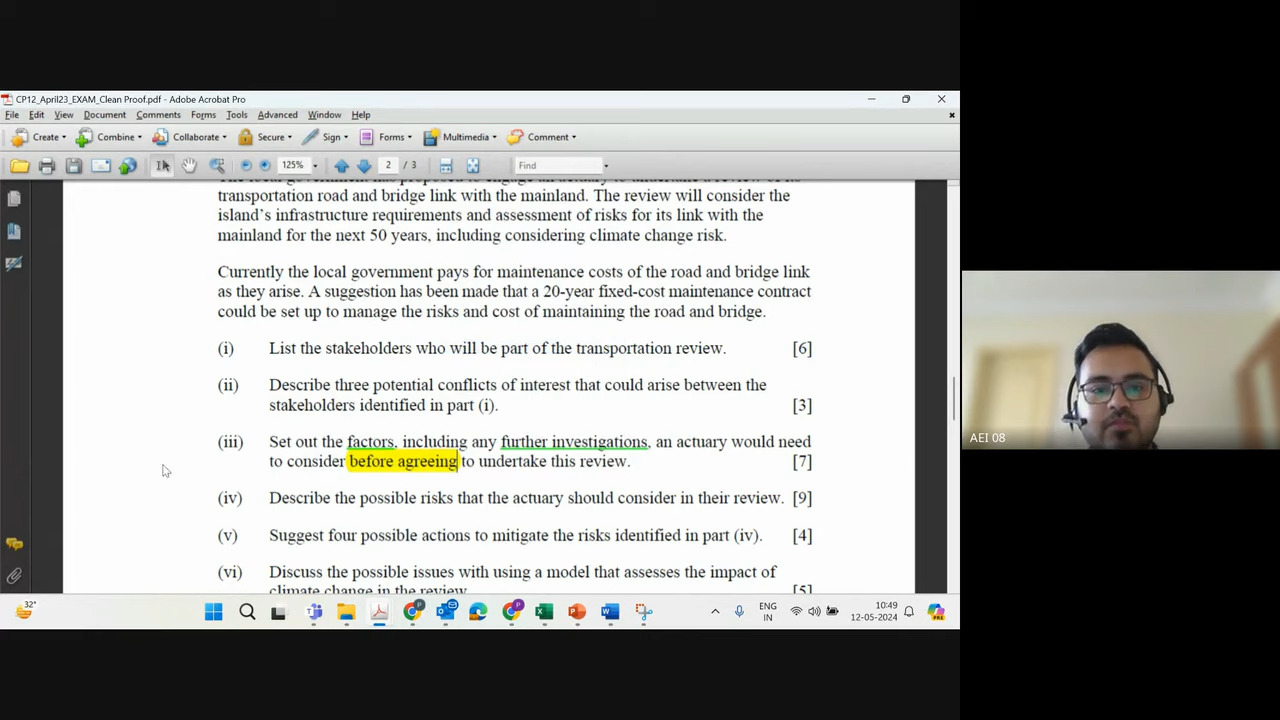 CP12_April23_EXAM_Clean Proof.pdf - Adobe Acrobat Pro
File Edit View Document Comments Forms Tools Advanced Window Help
Create Combine Collaborate Secure Sign Forms Multimedia Comment
125% 2 / 3 Find
transportation road and bridge link with the mainland. The review will consider the
island's infrastructure requirements and assessment of risks for its link with the
mainland for the next 50 years, including considering climate change risk.
Currently the local government pays for maintenance costs of the road and bridge link
as they arise. A suggestion has been made that a 20-year fixed-cost maintenance contract
could be set up to manage the risks and cost of maintaining the road and bridge.
(i) List the stakeholders who will be part of the transportation review. [6]
(ii) Describe three potential conflicts of interest that could arise between the
stakeholders identified in part (i). [3]
(iii) Set out the factors, including any further investigations, an actuary would need
to consider before agreeing to undertake this review. [7]
(iv) Describe the possible risks that the actuary should consider in their review. [9]
(v) Suggest four possible actions to mitigate the risks identified in part (iv). [4]
(vi) Discuss the possible issues with using a model that assesses the impact of
climate change in the review. [5]
AEI 08
32°
ENG
IN
10:49
12-05-2024